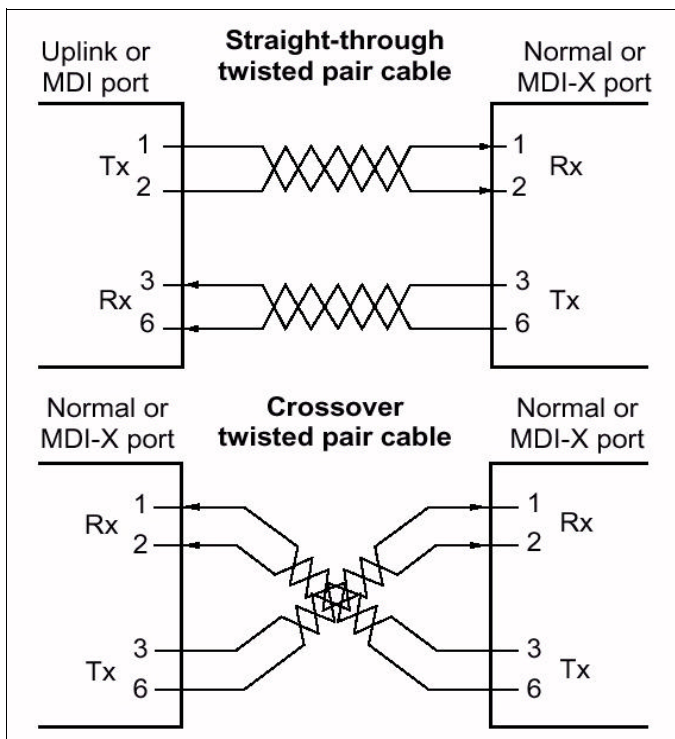 Uplink or
MDI port
Straight-through
twisted pair cable
Normal or
MDI-X port
Tx
1
2
1
2
Rx
Rx
3
6
3
6
Tx
Normal or
MDI-X port
Crossover
twisted pair cable
Normal or
MDI-X port
Rx
1
2
1
2
Rx
Tx
3
6
3
6
Tx